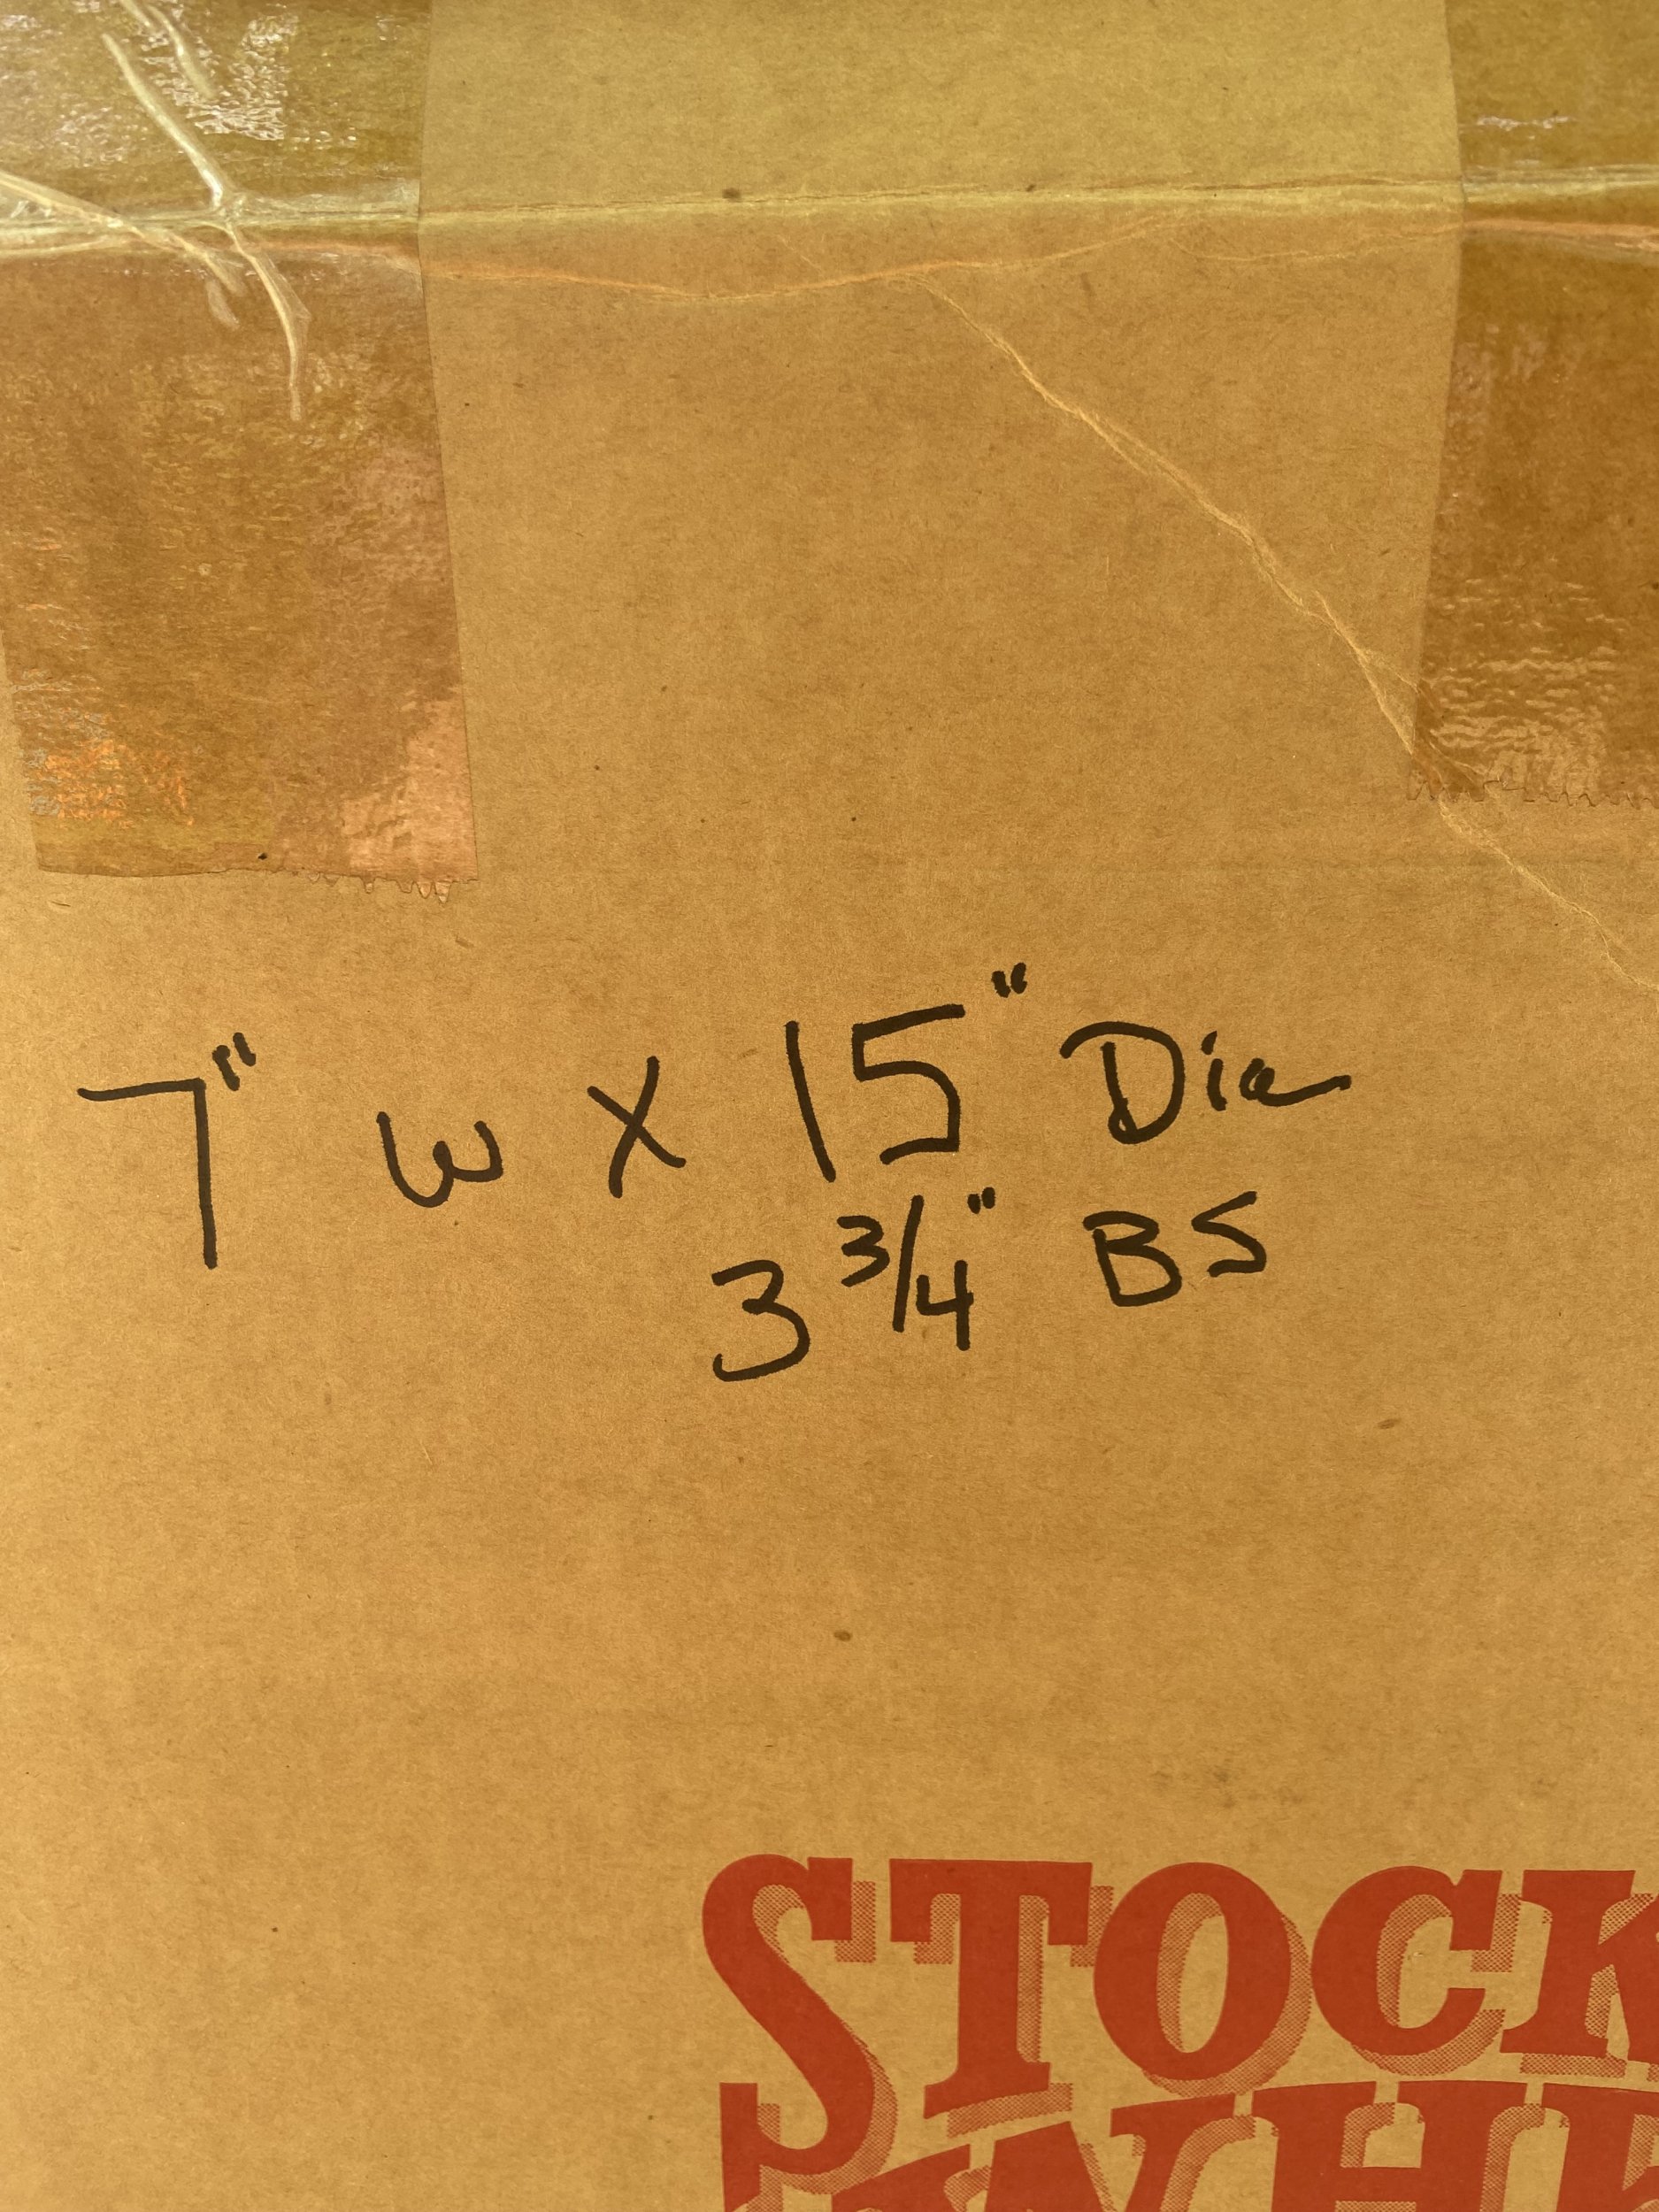 7" W X 15" Dia
3 3/4" BS
STOCK